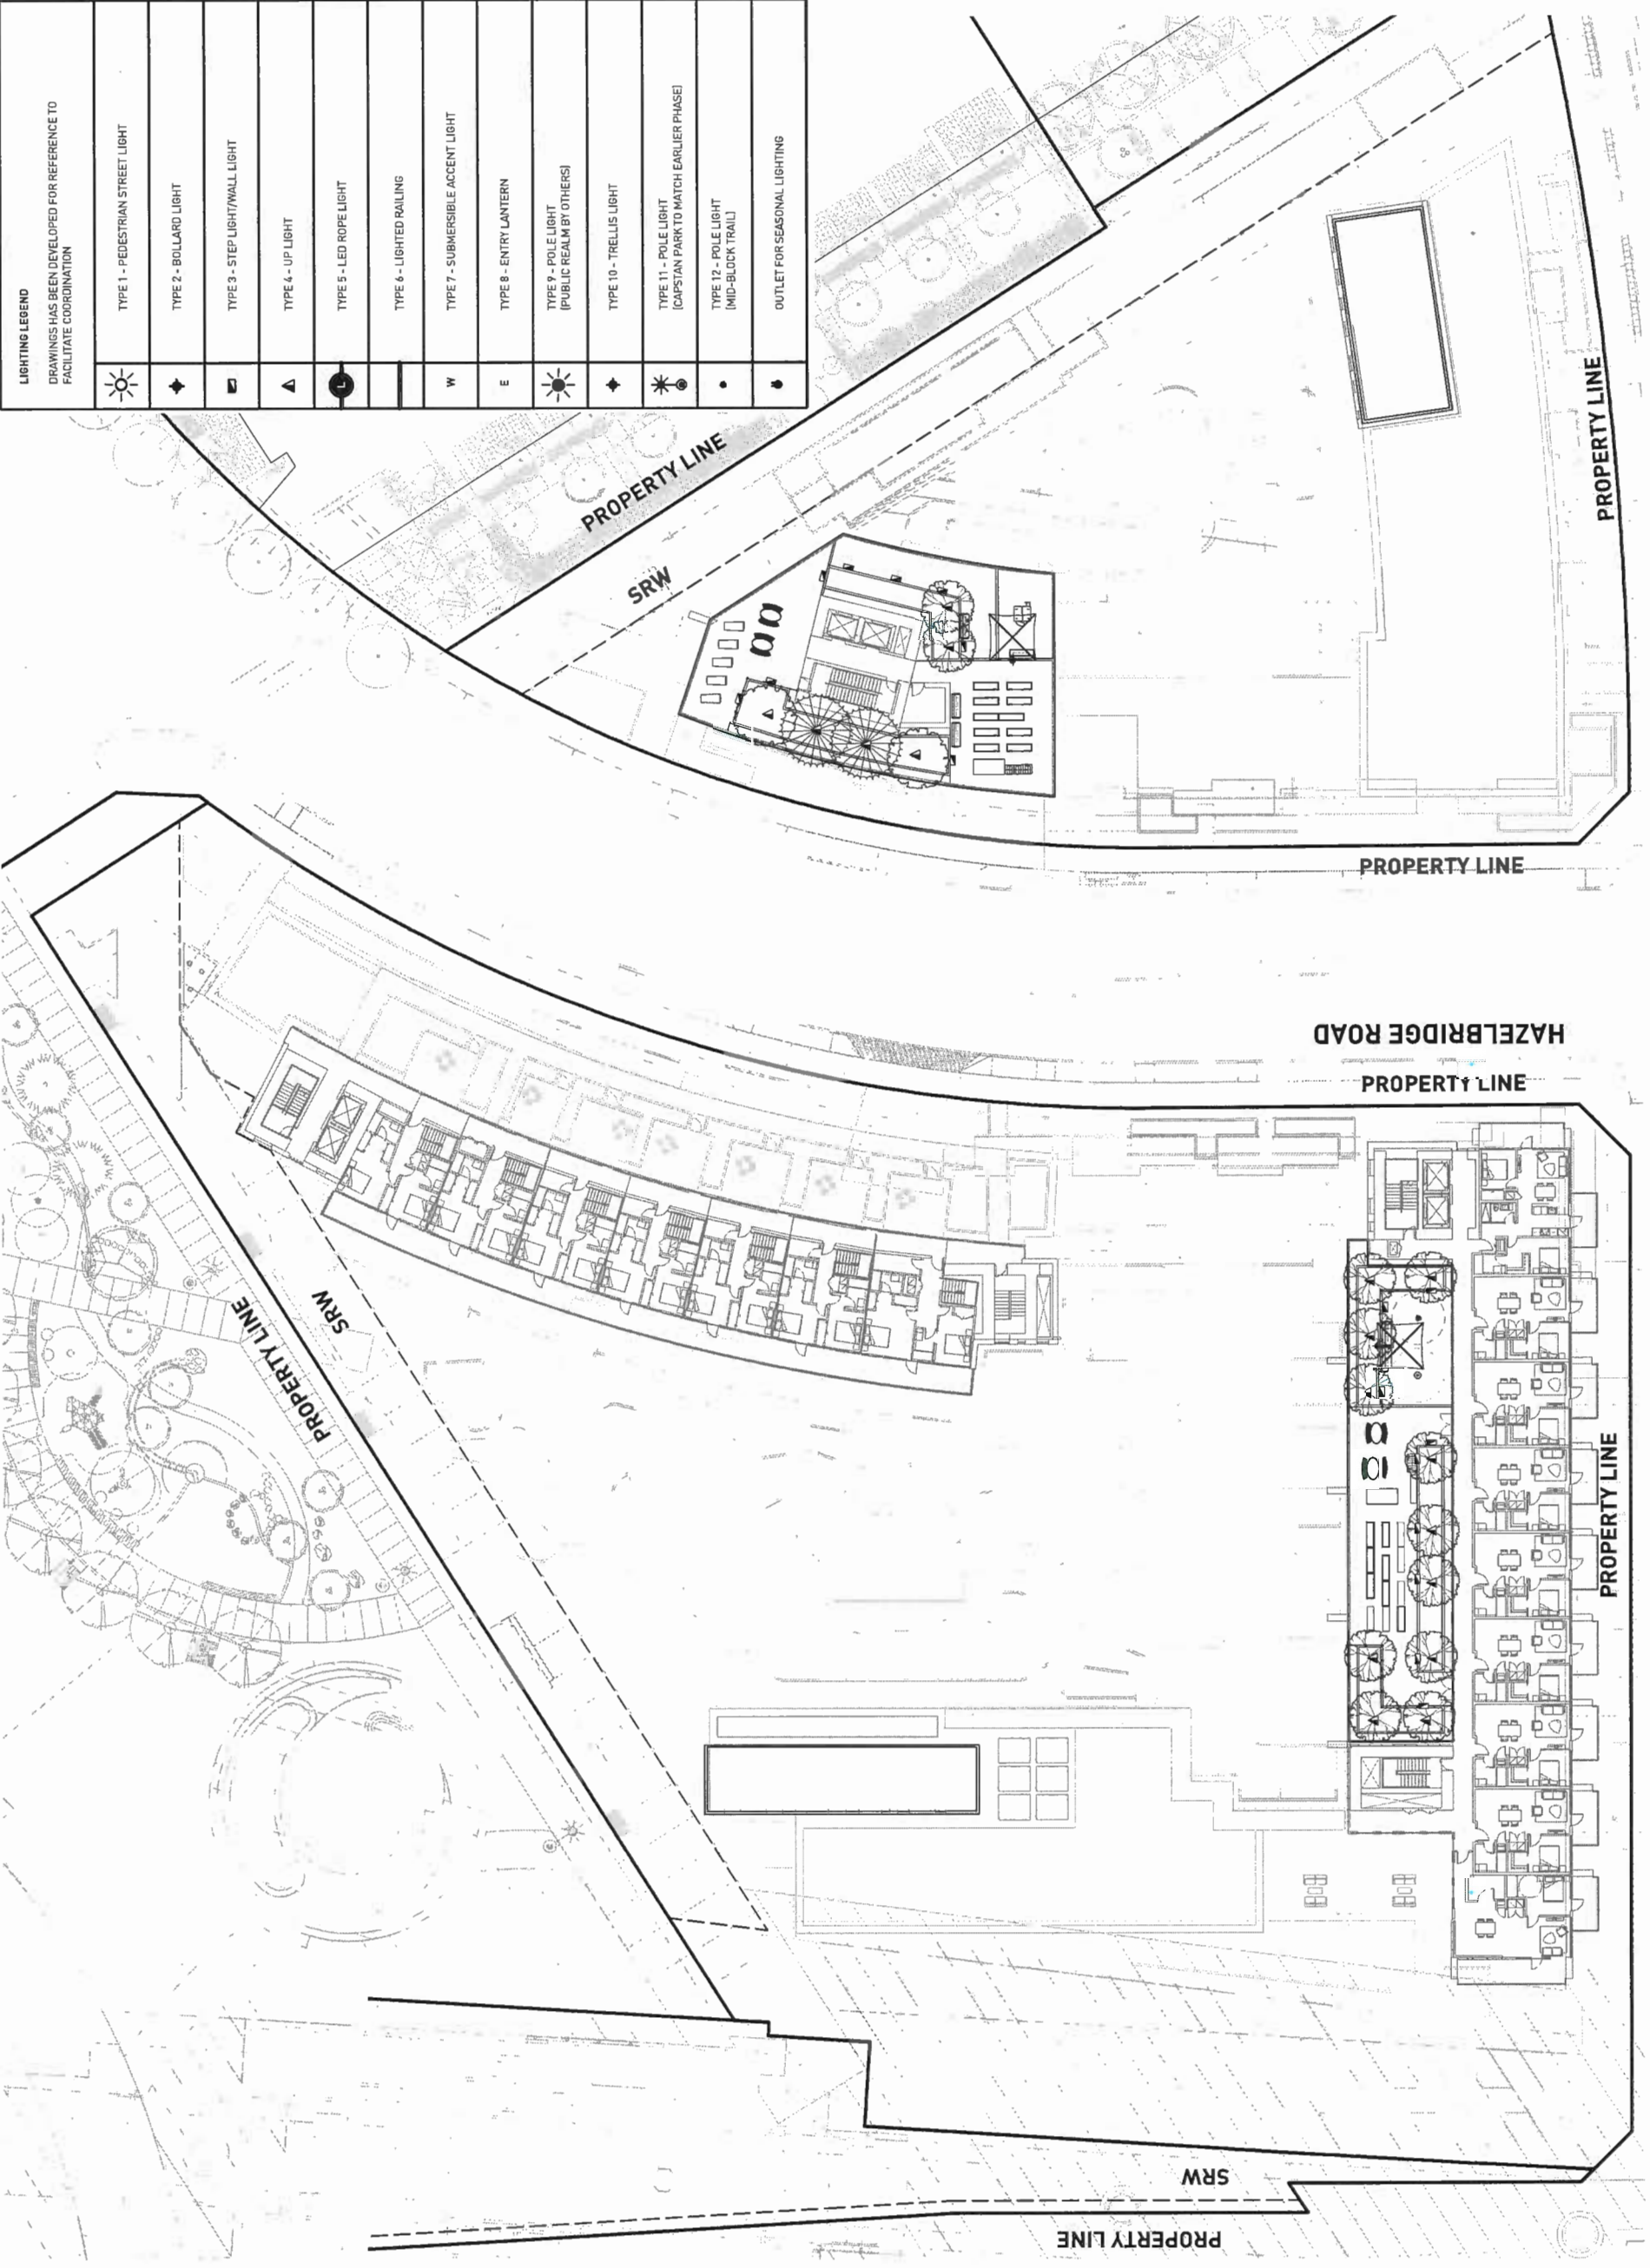 LIGHTING LEGEND
DRAWINGS HAS BEEN DEVELOPED FOR REFERENCE TO
FACILITATE COORDINATION
TYPE 1 - PEDESTRIAN STREET LIGHT
TYPE 2 - BOLLARD LIGHT
TYPE 3 - STEP LIGHT/WALL LIGHT
TYPE 4 - UP LIGHT
L
TYPE 5 - LED ROPE LIGHT
TYPE 6 - LIGHTED RAILING
W
TYPE 7 - SUBMERSIBLE ACCENT LIGHT
E
TYPE 8 - ENTRY LANTERN
TYPE 9 - POLE LIGHT
(PUBLIC REALM BY OTHERS)
TYPE 10 - TRELLIS LIGHT
TYPE 11 - POLE LIGHT
(CAPSTAN PARK TO MATCH EARLIER PHASE)
TYPE 12 - POLE LIGHT
(MID-BLOCK TRAIL)
OUTLET FOR SEASONAL LIGHTING
PROPERTY LINE
SRW
PROPERTY LINE
PROPERTY LINE
HAZELBRIDGE ROAD
PROPERTY LINE
PROPERTY LINE
SRW
PROPERTY LINE
SRW
PROPERTY LINE